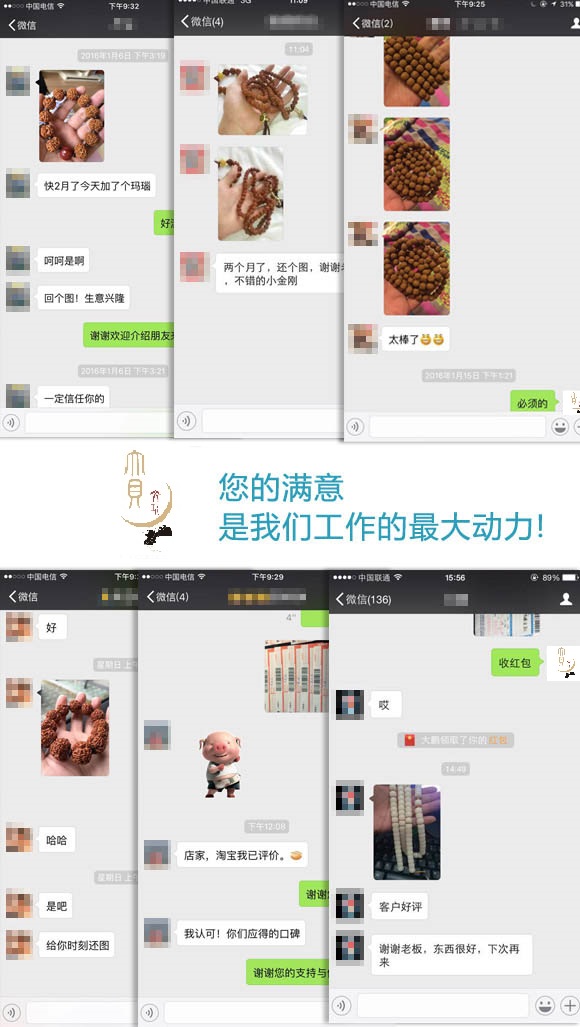 中国电信
下午9:32
微信
2016年1月6日 下午3:19
快2月了今天加了个玛瑙
呵呵是啊
回个图！生意兴隆
谢谢欢迎介绍朋友
2016年1月6日 下午3:21
一定信任你的
中国联通 3G
11:09
微信(4)
11:04
两个月了，还个图，谢谢
，不错的小金刚
中国电信
下午9:25
31%
微信(2)
太棒了😆😆
2016年1月15日 下午1:21
必须的
您的满意
是我们工作的最大动力!
中国电信
微信
好
星期日 上
哈哈
星期日 上
是吧
给你时刻还图
中国电信
下午9:29
微信(4)
4"
下午12:08
店家，淘宝我已评价。
谢谢
我认可！你们应得的口碑
谢谢您的支持与
中国联通
15:56
89%
微信(136)
收红包
哎
大鹏领取了你的红包
14:49
客户好评
谢谢老板，东西很好，下次再
来